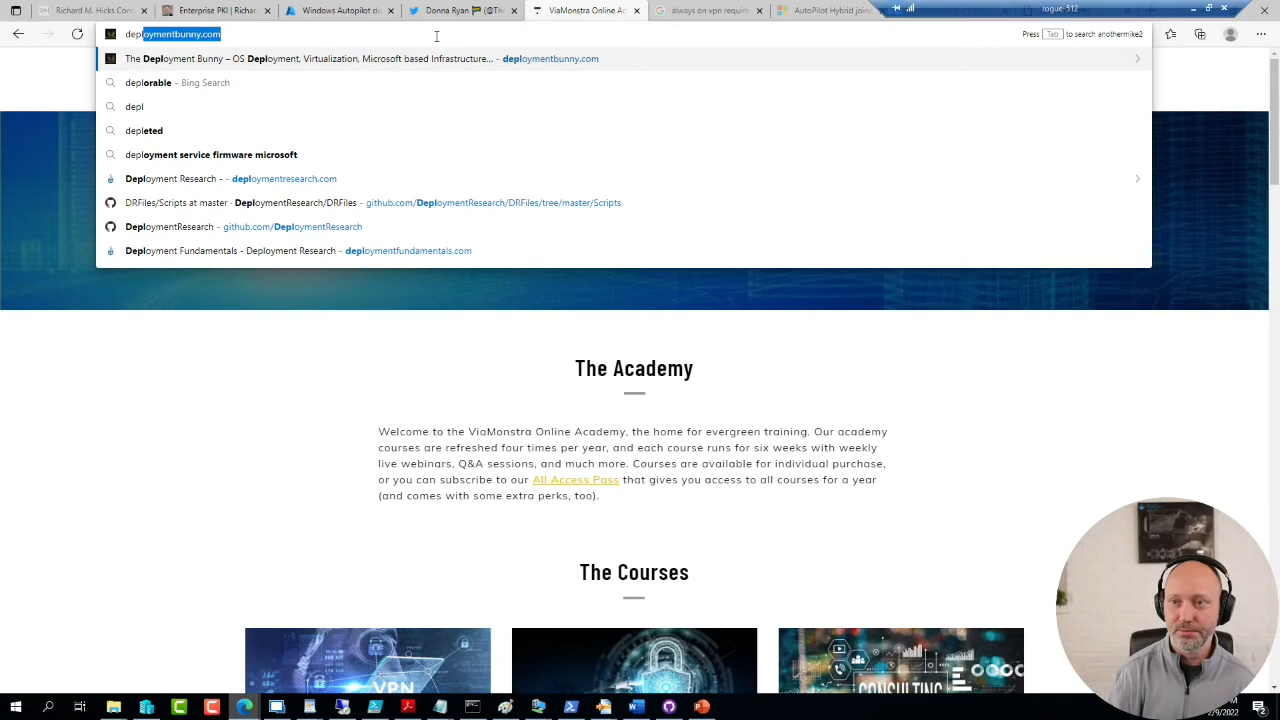 Richard M. Hicks Cons
Enterprise PKI | Richar
Windows Autopilot de
Donna Ryan
ViaMonstra Online Ac
always on vpn require
AutoPilot Hybrid joine
rogue-512
deploymentbunny.com
Press Tab to search anothermike2
The Deployment Bunny – OS Deployment, Virtualization, Microsoft based Infrastructure... - deploymentbunny.com
deplorable - Bing Search
depl
depleted
deployment service firmware microsoft
Deployment Research - - deploymentresearch.com
DRFiles/Scripts at master · DeploymentResearch/DRFiles - github.com/DeploymentResearch/DRFiles/tree/master/Scripts
DeploymentResearch · github.com/DeploymentResearch
Deployment Fundamentals - Deployment Research - deploymentfundamentals.com
The Academy
Welcome to the ViaMonstra Online Academy, the home for evergreen training. Our academy
courses are refreshed four times per year, and each course runs for six weeks with weekly
live webinars, Q&A sessions, and much more. Courses are available for individual purchase,
or you can subscribe to our All Access Pass that gives you access to all courses for a year
(and comes with some extra perks, too).
The Courses
VPN
CONSULTING
2/9/2022